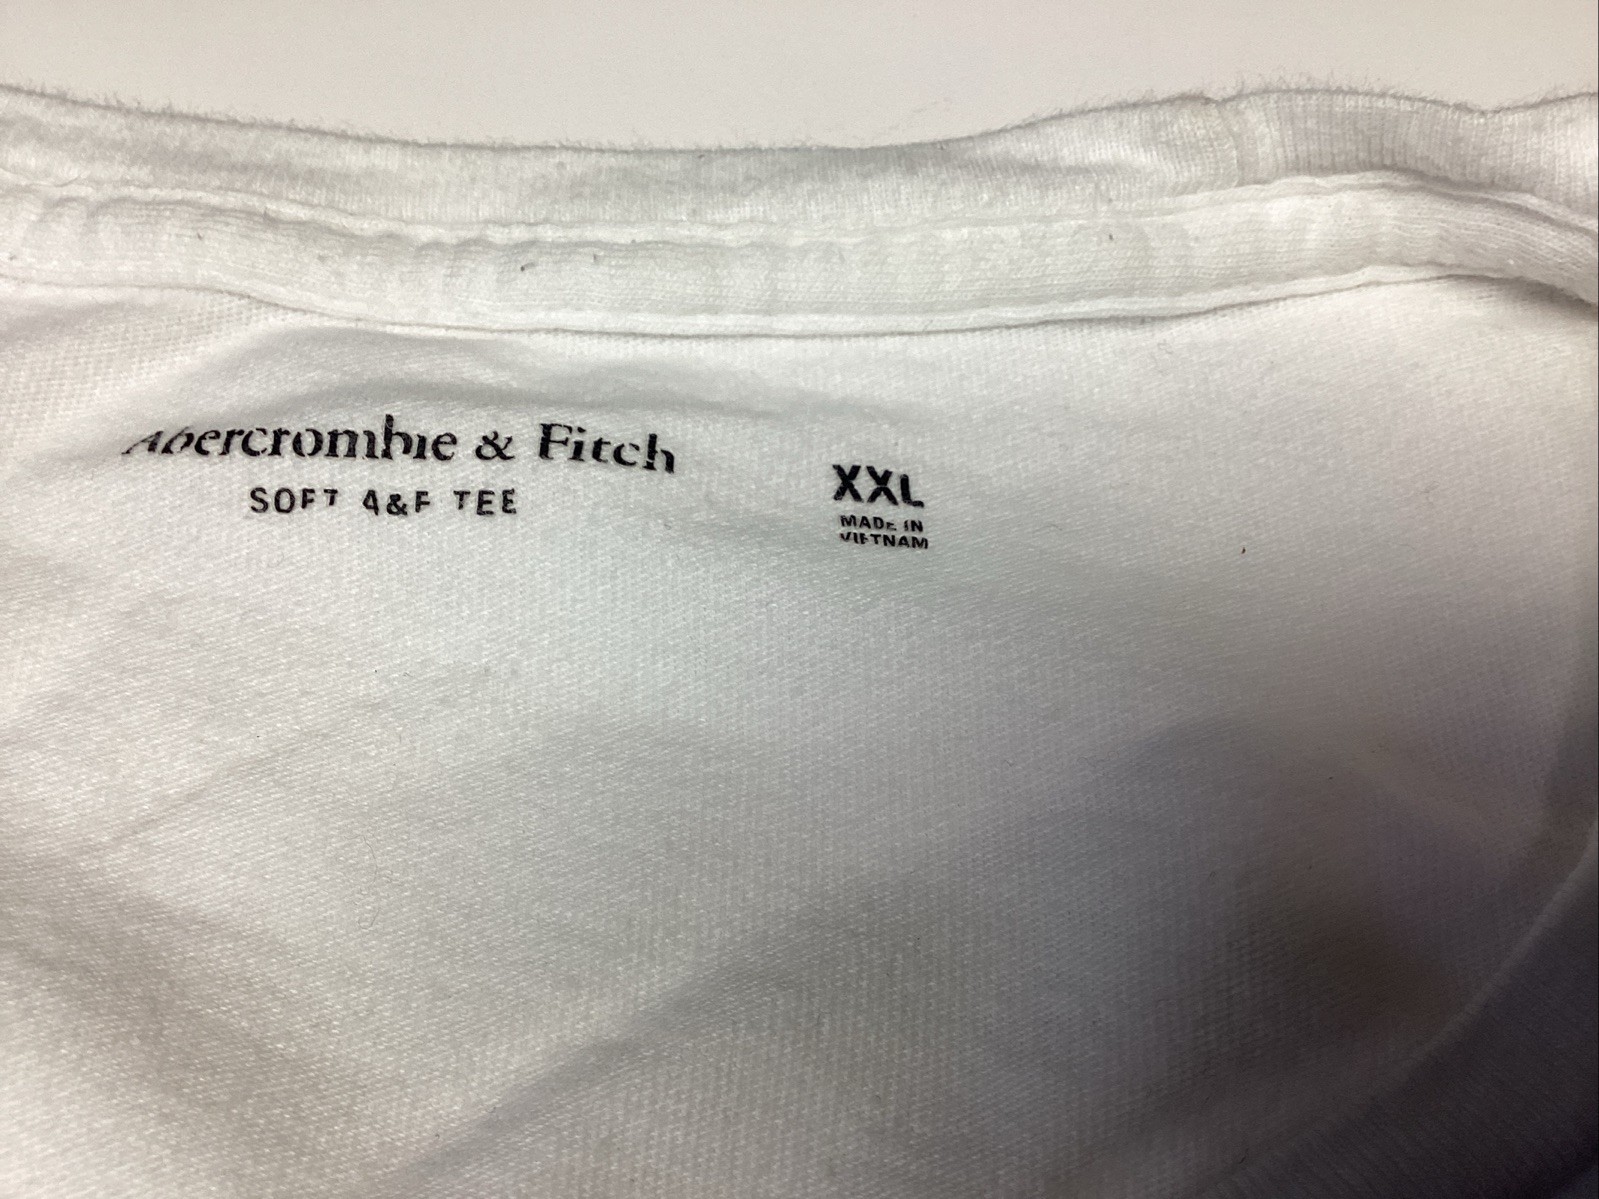 Abercrombie & Fitch
SOFT A&F TEE
XXL
MADE IN
VIETNAM